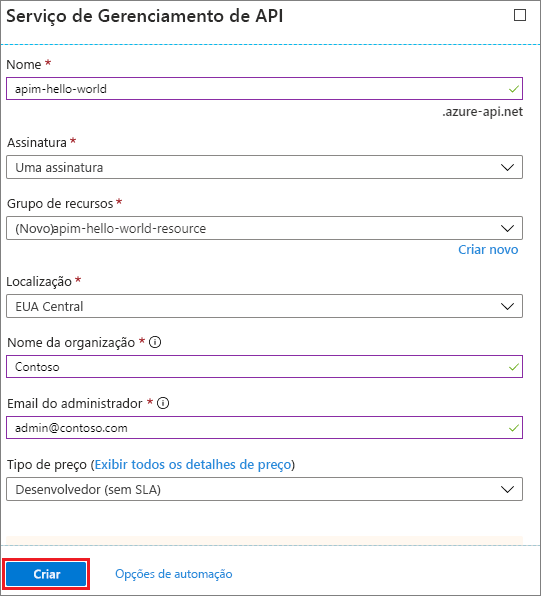 Serviço de Gerenciamento de API
Nome *
apim-hello-world
.azure-api.net
Assinatura *
Uma assinatura
Grupo de recursos *
(Novo)apim-hello-world-resource
Criar novo
Localização *
EUA Central
Nome da organização *
Contoso
Email do administrador *
admin@contoso.com
Tipo de preço (Exibir todos os detalhes de preço)
Desenvolvedor (sem SLA)
Criar
Opções de automação